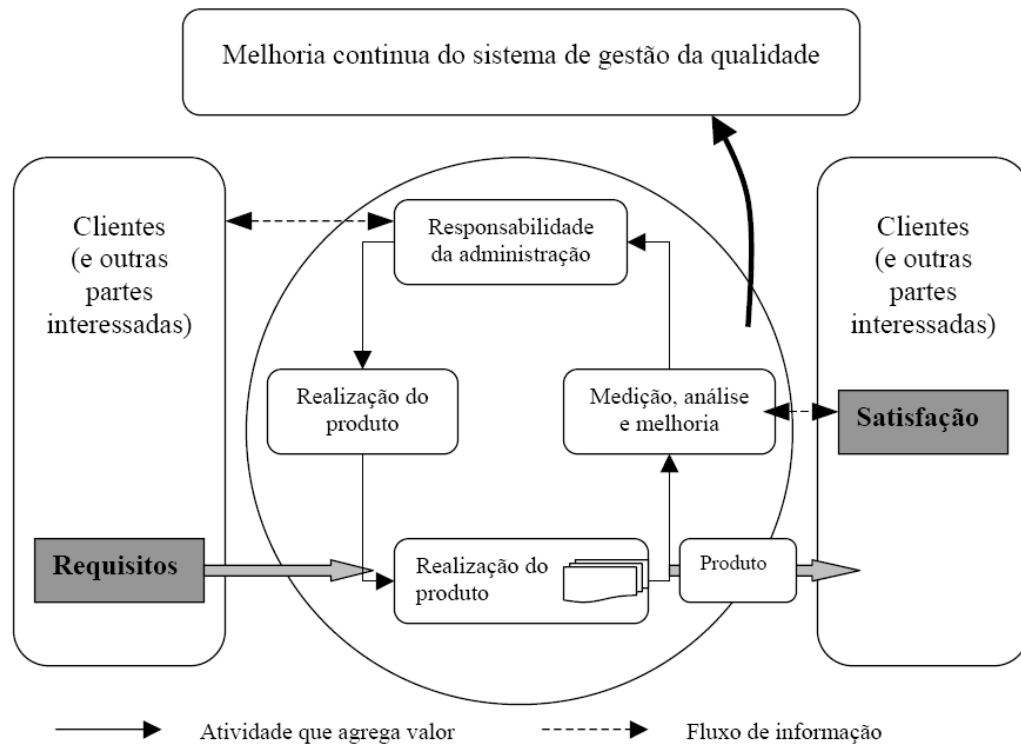 Melhoria continua do sistema de gestão da qualidade
Clientes
(e outras
partes
interessadas)
Requisitos
Responsabilidade
da administração
Realização do
produto
Medição, análise
e melhoria
Realização do
produto
Produto
Clientes
(e outras
partes
interessadas)
Satisfação
Atividade que agrega valor
Fluxo de informação